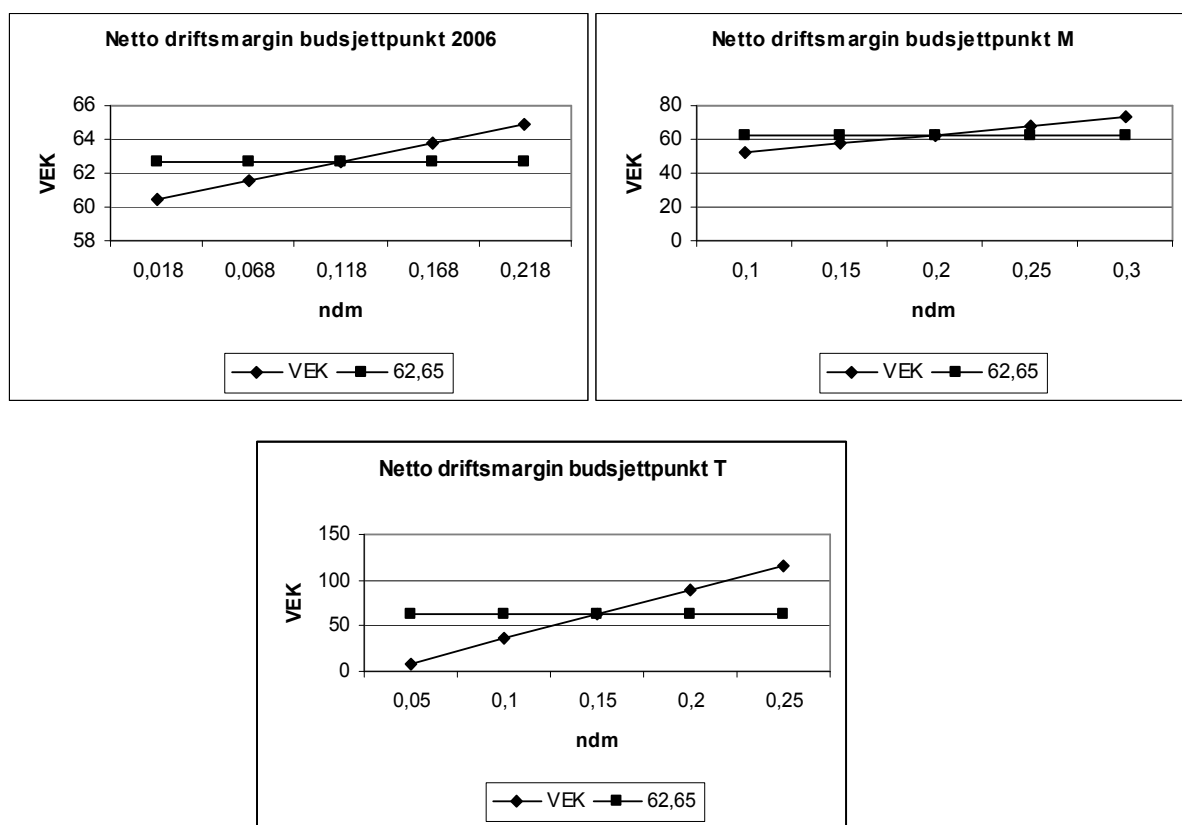 Netto driftsmargin budsjettpunkt 2006
66
64
62
60
58
VEK
0,018 0,068 0,118 0,168 0,218
ndm
VEK 62,65
Netto driftsmargin budsjettpunkt M
80
60
40
20
0
VEK
0,1 0,15 0,2 0,25 0,3
ndm
VEK 62,65
Netto driftsmargin budsjettpunkt T
150
100
50
0
VEK
0,05 0,1 0,15 0,2 0,25
ndm
VEK 62,65